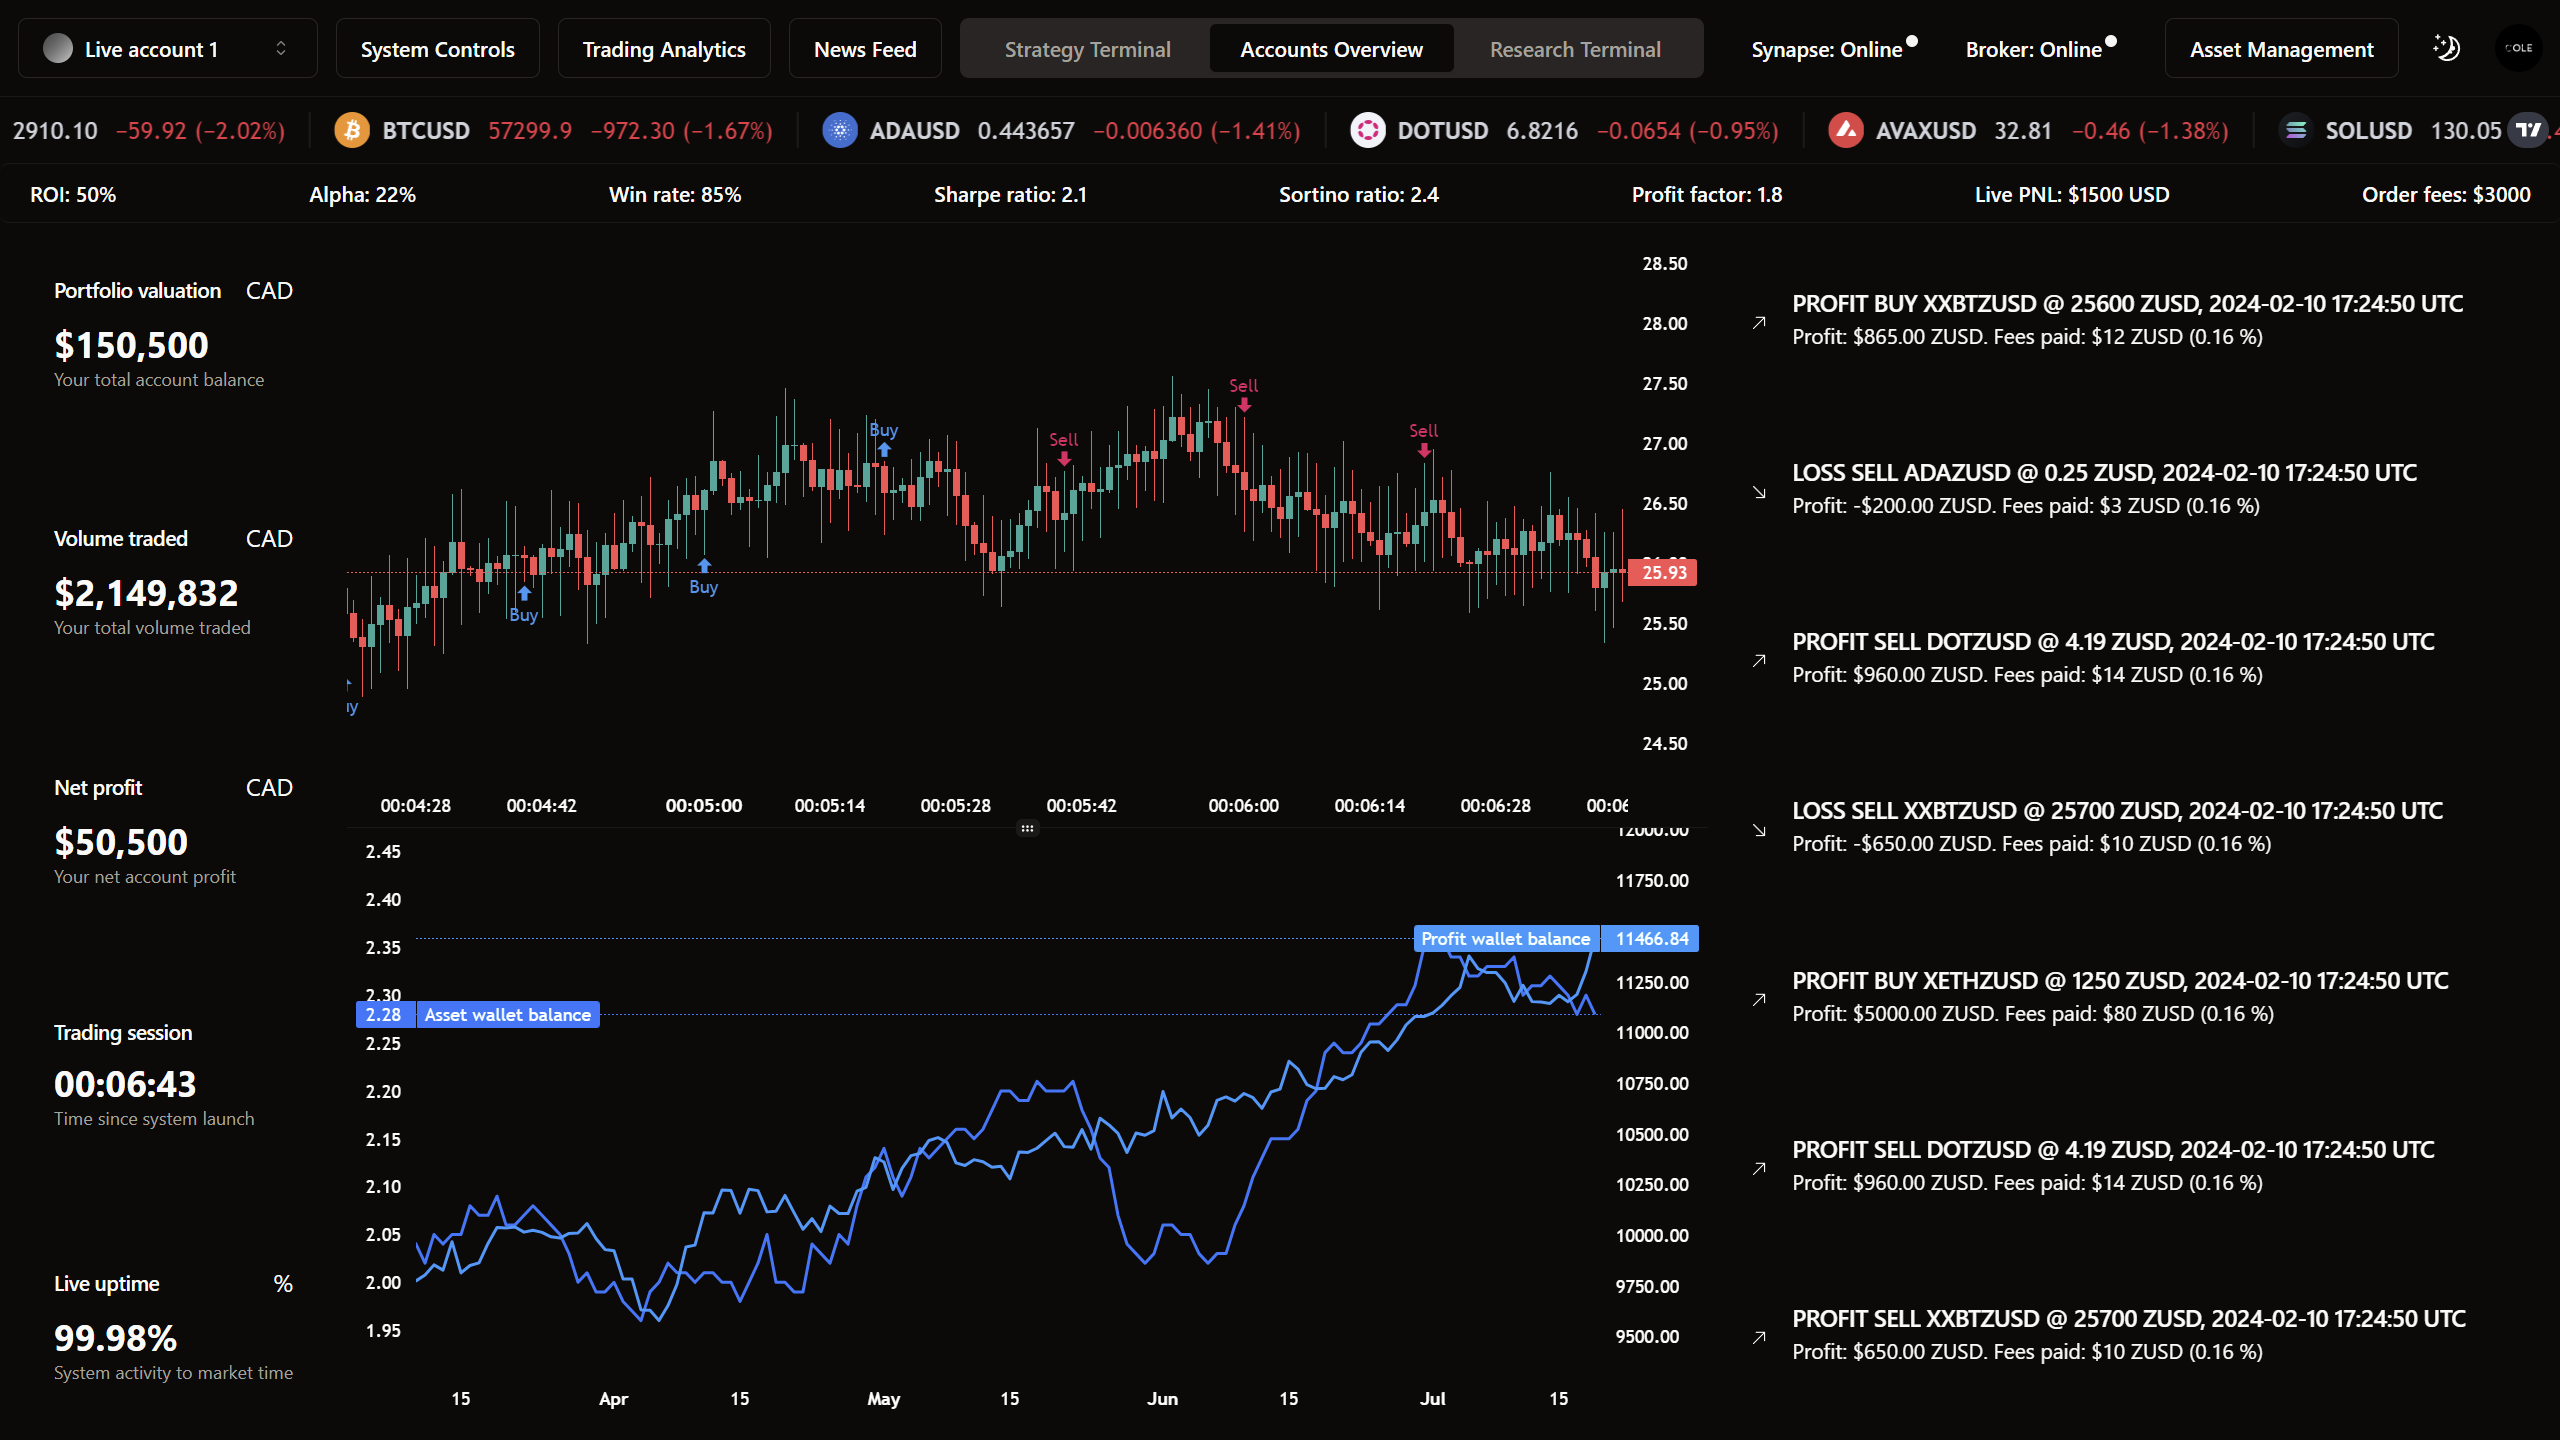 Live account 1
System Controls
Trading Analytics
News Feed
Strategy Terminal
Accounts Overview
Research Terminal
Synapse: Online
Broker: Online
Asset Management
COLE
2910.10 −59.92 (−2.02%)
BTCUSD 57299.9 −972.30 (−1.67%)
ADAUSD 0.443657 −0.006360 (−1.41%)
DOTUSD 6.8216 −0.0654 (−0.95%)
AVAXUSD 32.81 −0.46 (−1.38%)
SOLUSD 130.05
ROI: 50%
Alpha: 22%
Win rate: 85%
Sharpe ratio: 2.1
Sortino ratio: 2.4
Profit factor: 1.8
Live PNL: $1500 USD
Order fees: $3000
Portfolio valuation CAD
$150,500
Your total account balance
Volume traded CAD
$2,149,832
Your total volume traded
Net profit CAD
$50,500
Your net account profit
Trading session
00:06:43
Time since system launch
Live uptime %
99.98%
System activity to market time
Buy
Buy
Buy
Sell
Sell
Sell
28.50
28.00
27.50
27.00
26.50
25.93
25.50
25.00
24.50
00:04:28 00:04:42 00:05:00 00:05:14 00:05:28 00:05:42 00:06:00 00:06:14 00:06:28 00:06
2.45
2.40
2.35
2.30
2.28 Asset wallet balance
2.25
2.20
2.15
2.10
2.05
2.00
1.95
12000.00
11750.00
Profit wallet balance 11466.84
11250.00
11000.00
10750.00
10500.00
10250.00
10000.00
9750.00
9500.00
15 Apr 15 May 15 Jun 15 Jul 15
PROFIT BUY XXBTZUSD @ 25600 ZUSD, 2024-02-10 17:24:50 UTC
Profit: $865.00 ZUSD. Fees paid: $12 ZUSD (0.16 %)
LOSS SELL ADAZUSD @ 0.25 ZUSD, 2024-02-10 17:24:50 UTC
Profit: -$200.00 ZUSD. Fees paid: $3 ZUSD (0.16 %)
PROFIT SELL DOTZUSD @ 4.19 ZUSD, 2024-02-10 17:24:50 UTC
Profit: $960.00 ZUSD. Fees paid: $14 ZUSD (0.16 %)
LOSS SELL XXBTZUSD @ 25700 ZUSD, 2024-02-10 17:24:50 UTC
Profit: -$650.00 ZUSD. Fees paid: $10 ZUSD (0.16 %)
PROFIT BUY XETHZUSD @ 1250 ZUSD, 2024-02-10 17:24:50 UTC
Profit: $5000.00 ZUSD. Fees paid: $80 ZUSD (0.16 %)
PROFIT SELL DOTZUSD @ 4.19 ZUSD, 2024-02-10 17:24:50 UTC
Profit: $960.00 ZUSD. Fees paid: $14 ZUSD (0.16 %)
PROFIT SELL XXBTZUSD @ 25700 ZUSD, 2024-02-10 17:24:50 UTC
Profit: $650.00 ZUSD. Fees paid: $10 ZUSD (0.16 %)